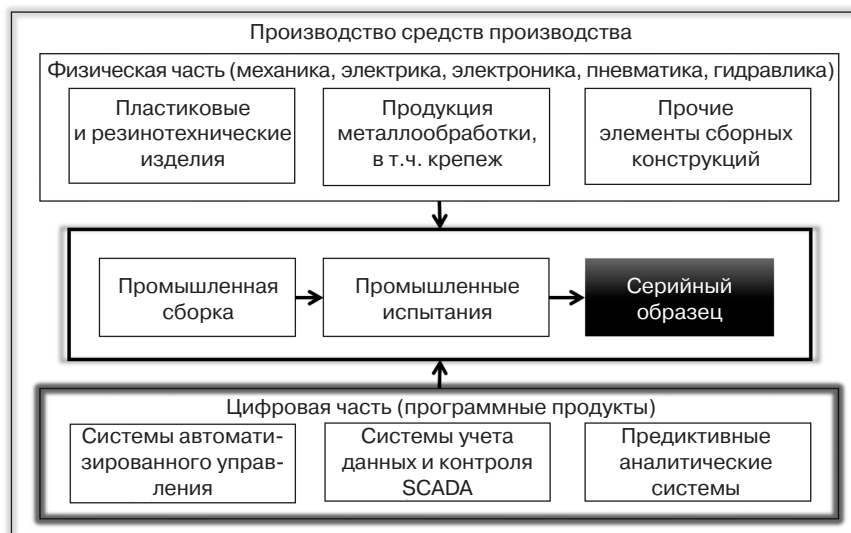 Производство средств производства
Физическая часть (механика, электрика, электроника, пневматика, гидравлика)
Пластиковые
и резинотехнические
изделия
Продукция
металлообработки,
в т.ч. крепеж
Прочие
элементы сборных
конструкций
Промышленная
сборка
Промышленные
испытания
Серийный
образец
Цифровая часть (программные продукты)
Системы автомати-
зированного управ-
ления
Системы учета
данных и контроля
SCADA
Предиктивные
аналитические
системы